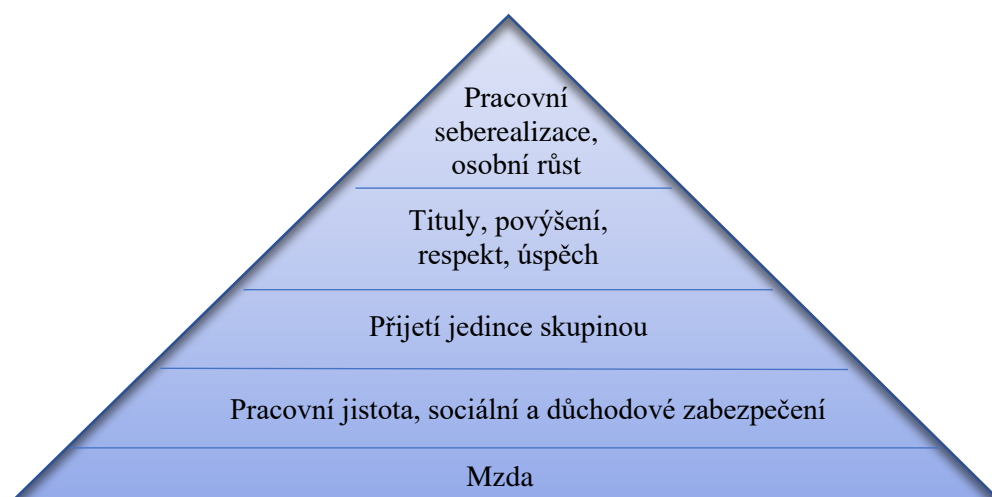 Pracovní
seberealizace,
osobní růst
Tituly, povýšení,
respekt, úspěch
Přijetí jedince skupinou
Pracovní jistota, sociální a důchodové zabezpečení
Mzda